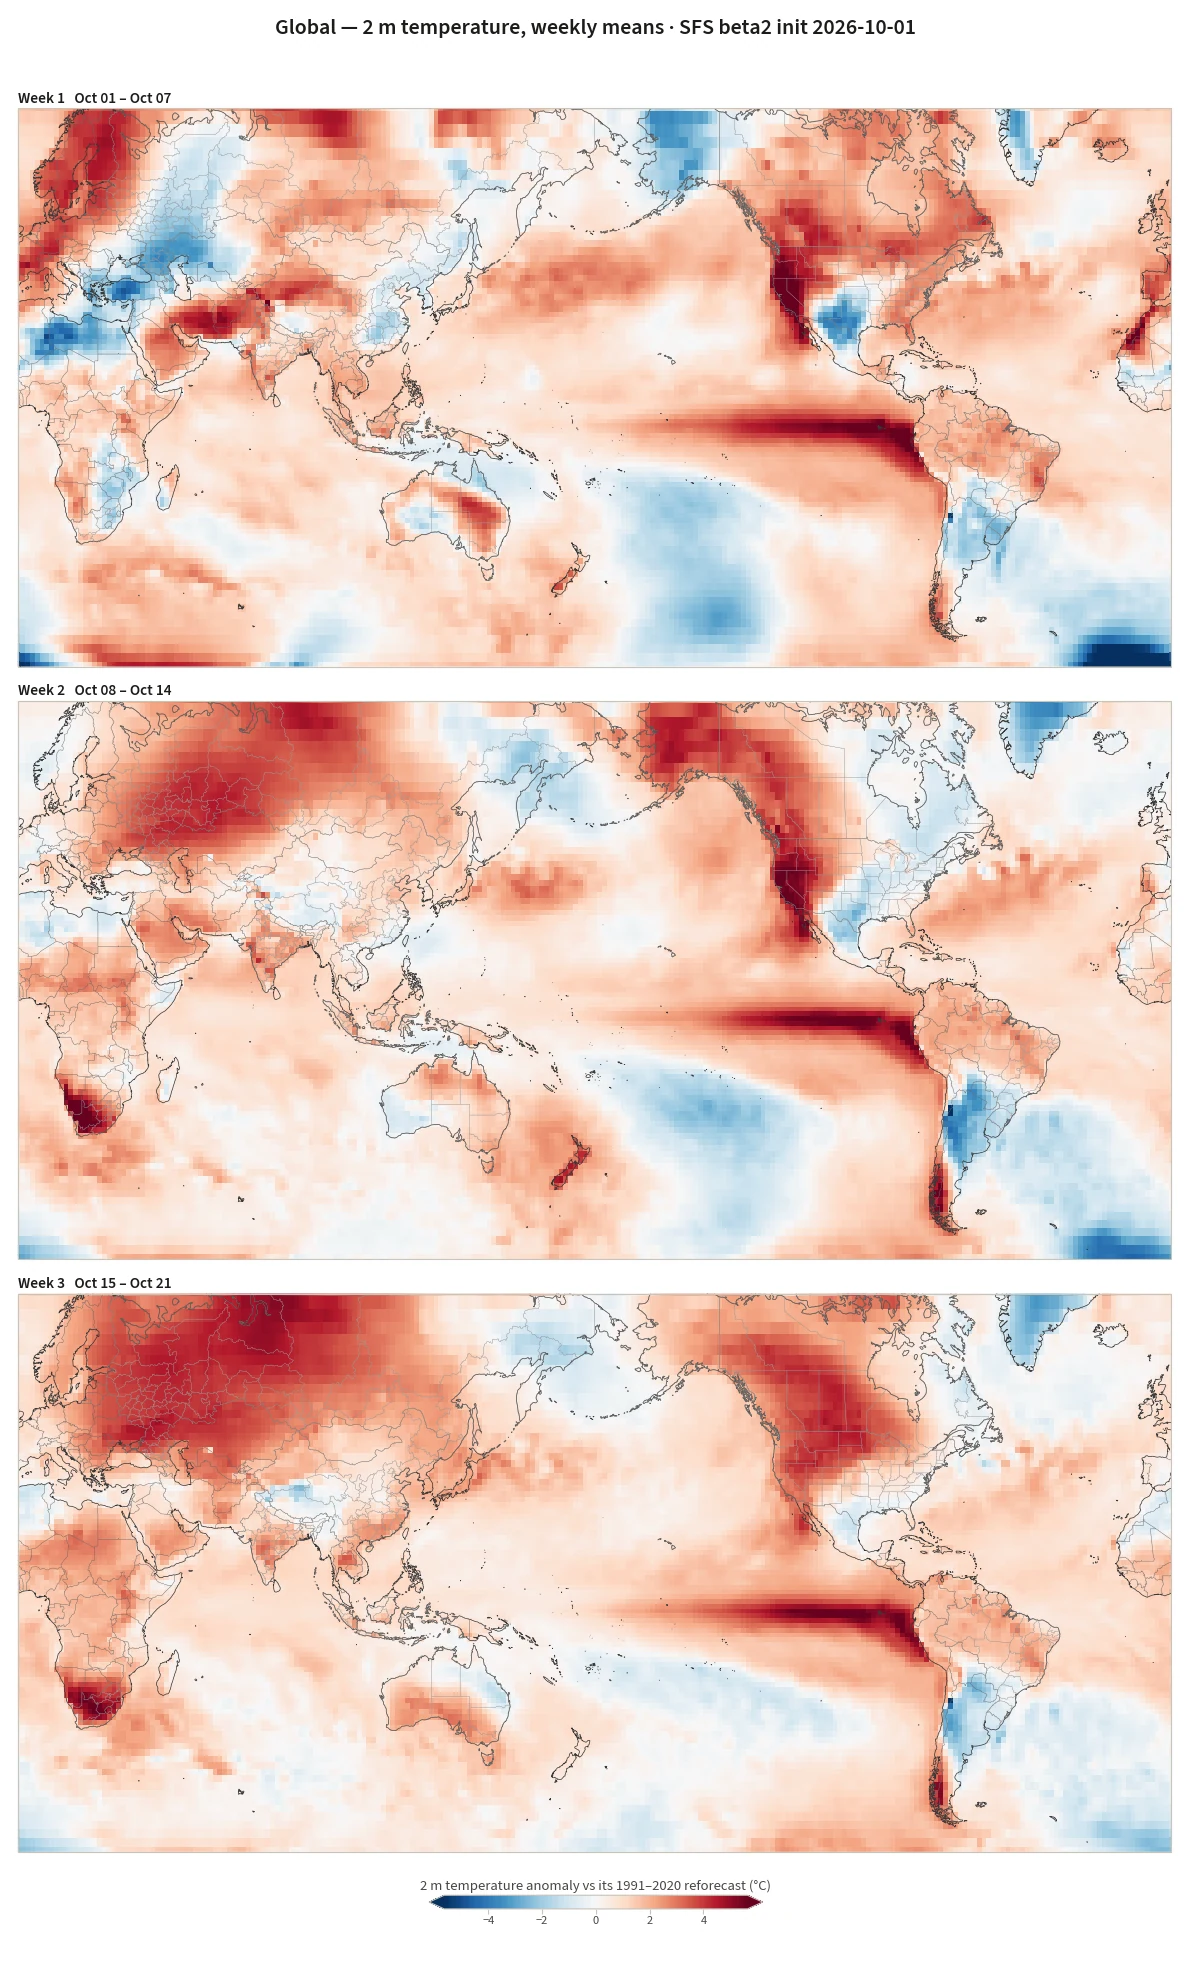 Global — 2 m temperature, weekly means · SFS beta2 init 2026-10-01
Week 1 Oct 01 – Oct 07
Week 2 Oct 08 – Oct 14
Week 3 Oct 15 – Oct 21
2 m temperature anomaly vs its 1991–2020 reforecast (°C)
−4 −2 0 2 4